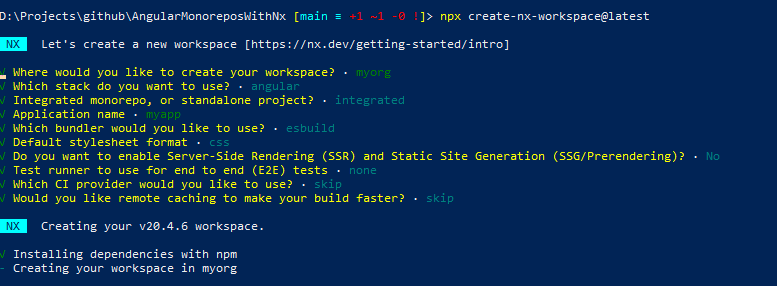 D:\Projects\github\AngularMonoreposWithNx [main ≡ +1 ~1 -0 !]> npx create-nx-workspace@latest
NX Let's create a new workspace [https://nx.dev/getting-started/intro]
√ Where would you like to create your workspace? · myorg
√ Which stack do you want to use? · angular
√ Integrated monorepo, or standalone project? · integrated
√ Application name · myapp
√ Which bundler would you like to use? · esbuild
√ Default stylesheet format · css
√ Do you want to enable Server-Side Rendering (SSR) and Static Site Generation (SSG/Prerendering)? · No
√ Test runner to use for end to end (E2E) tests · none
√ Which CI provider would you like to use? · skip
√ Would you like remote caching to make your build faster? · skip
NX Creating your v20.4.6 workspace.
√ Installing dependencies with npm
- Creating your workspace in myorg